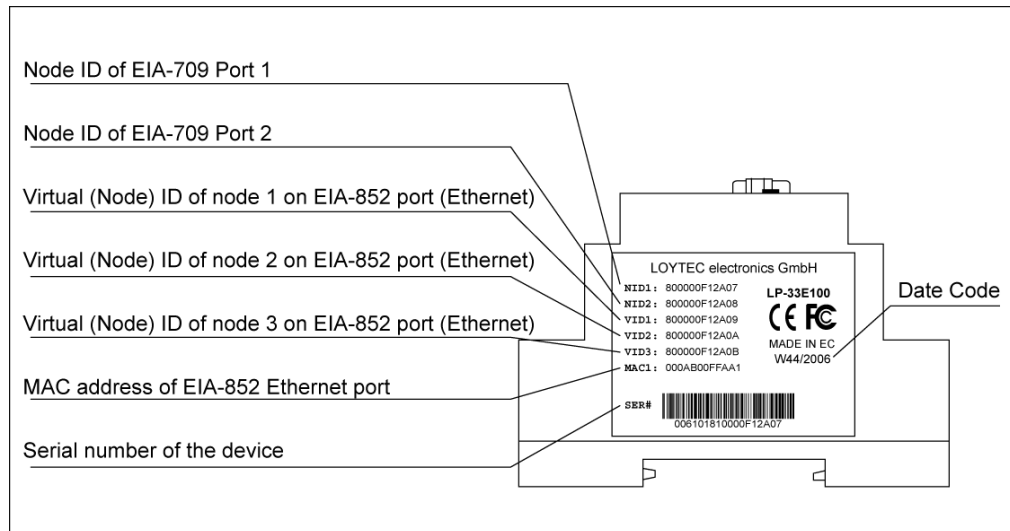 Node ID of EIA-709 Port 1
Node ID of EIA-709 Port 2
Virtual (Node) ID of node 1 on EIA-852 port (Ethernet)
Virtual (Node) ID of node 2 on EIA-852 port (Ethernet)
Virtual (Node) ID of node 3 on EIA-852 port (Ethernet)
MAC address of EIA-852 Ethernet port
Serial number of the device
LOYTEC electronics GmbH
NID1: 800000F12A07
NID2: 800000F12A08
VID1: 800000F12A09
VID2: 800000F12A0A
VID3: 800000F12A0B
MAC1: 000AB00FFAA1
LP-33E100
CE FC
MADE IN EC
W44/2006
SER#
006101810000F12A07
Date Code